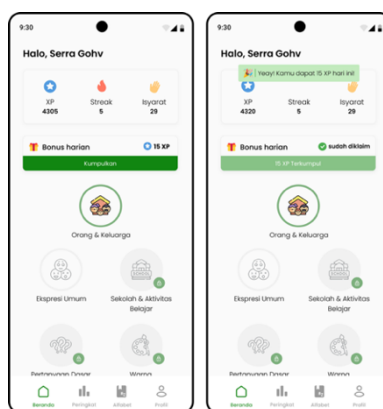 9:30
Halo, Serra Gohv
XP
4305
Streak
5
Isyarat
29
Bonus harian
15 XP
Kumpulkan
Orang & Keluarga
Ekspresi Umum
Sekolah & Aktivitas
Belajar
Pertanyaan Dasar
Warna
Beranda
Peringkat
Alfabet
Profil
9:30
Halo, Serra Gohv
Yeay! Kamu dapat 15 XP hari ini!
XP
4320
Streak
5
Isyarat
29
Bonus harian
sudah diklaim
15 XP Terkumpul
Orang & Keluarga
Ekspresi Umum
Sekolah & Aktivitas
Belajar
Pertanyaan Dasar
Warna
Beranda
Peringkat
Alfabet
Profil